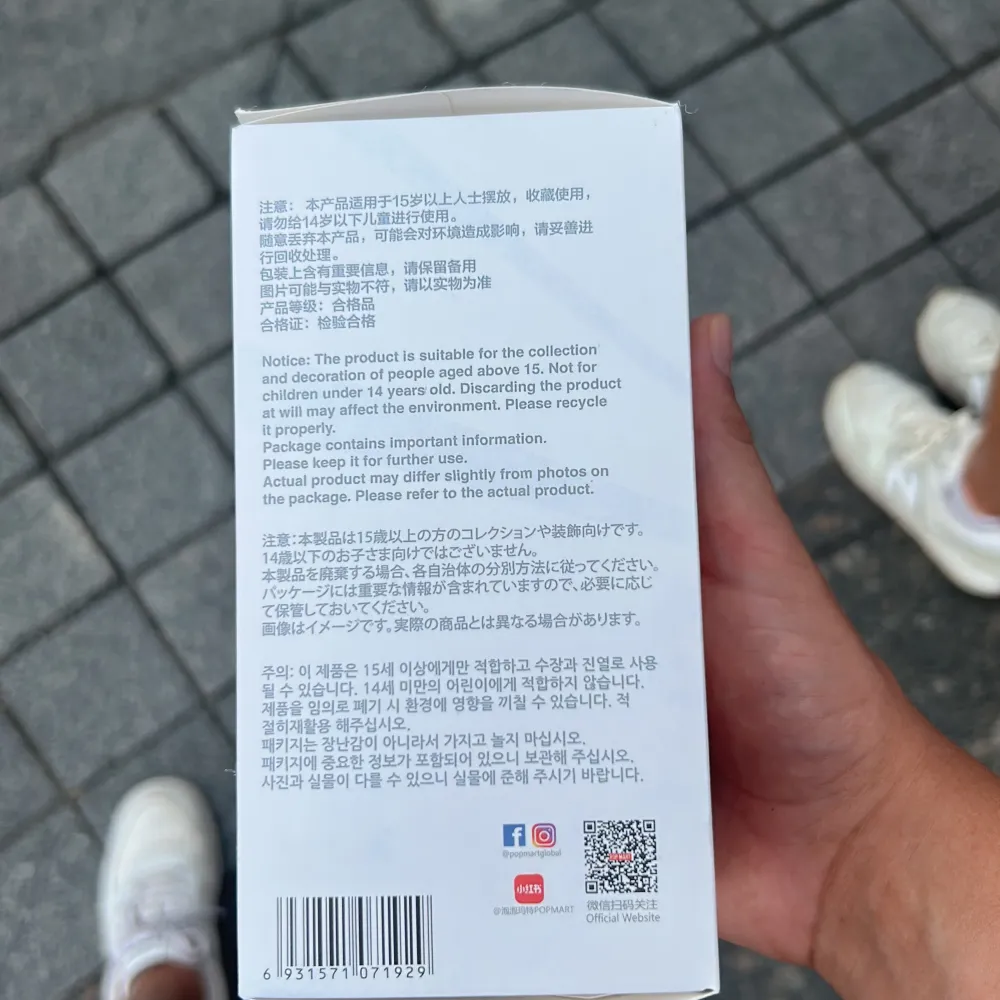 注意： 本产品适用于15岁以上人士摆放，收藏使用，
请勿给14岁以下儿童进行使用。
随意丢弃本产品，可能会对环境造成影响，请妥善进
行回收处理。
包装上含有重要信息，请保留备用
图片可能与实物不符，请以实物为准
产品等级：合格品
合格证：检验合格
Notice: The product is suitable for the collection
and decoration of people aged above 15. Not for
children under 14 years old. Discarding the product
at will may affect the environment. Please recycle
it properly.
Package contains important information.
Please keep it for further use.
Actual product may differ slightly from photos on
the package. Please refer to the actual product.
注意：本製品は15歳以上の方のコレクションや装飾向けです。
14歳以下のお子さま向けではございません。
本製品を廃棄する場合、各自治体の分別方法に従ってください。
パッケージには重要な情報が含まれていますので、必要に応じ
て保管しておいてください。
画像はイメージです。実際の商品とは異なる場合があります。
주의: 이 제품은 15세 이상에게만 적합하고 수장과 진열로 사용
될 수 있습니다. 14세 미만의 어린이에게 적합하지 않습니다.
제품을 임의로 폐기 시 환경에 영향을 끼칠 수 있습니다. 적
절히재활용 해주십시오.
패키지는 장난감이 아니라서 가지고 놀지 마십시오.
패키지에 중요한 정보가 포함되어 있으니 보관해 주십시오.
사진과 실물이 다를 수 있으니 실물에 준해 주시기 바랍니다.
@popmartglobal
小红书
@泡泡玛特POPMART
POP MART
微信扫码关注
Official Website
6 931571 071929